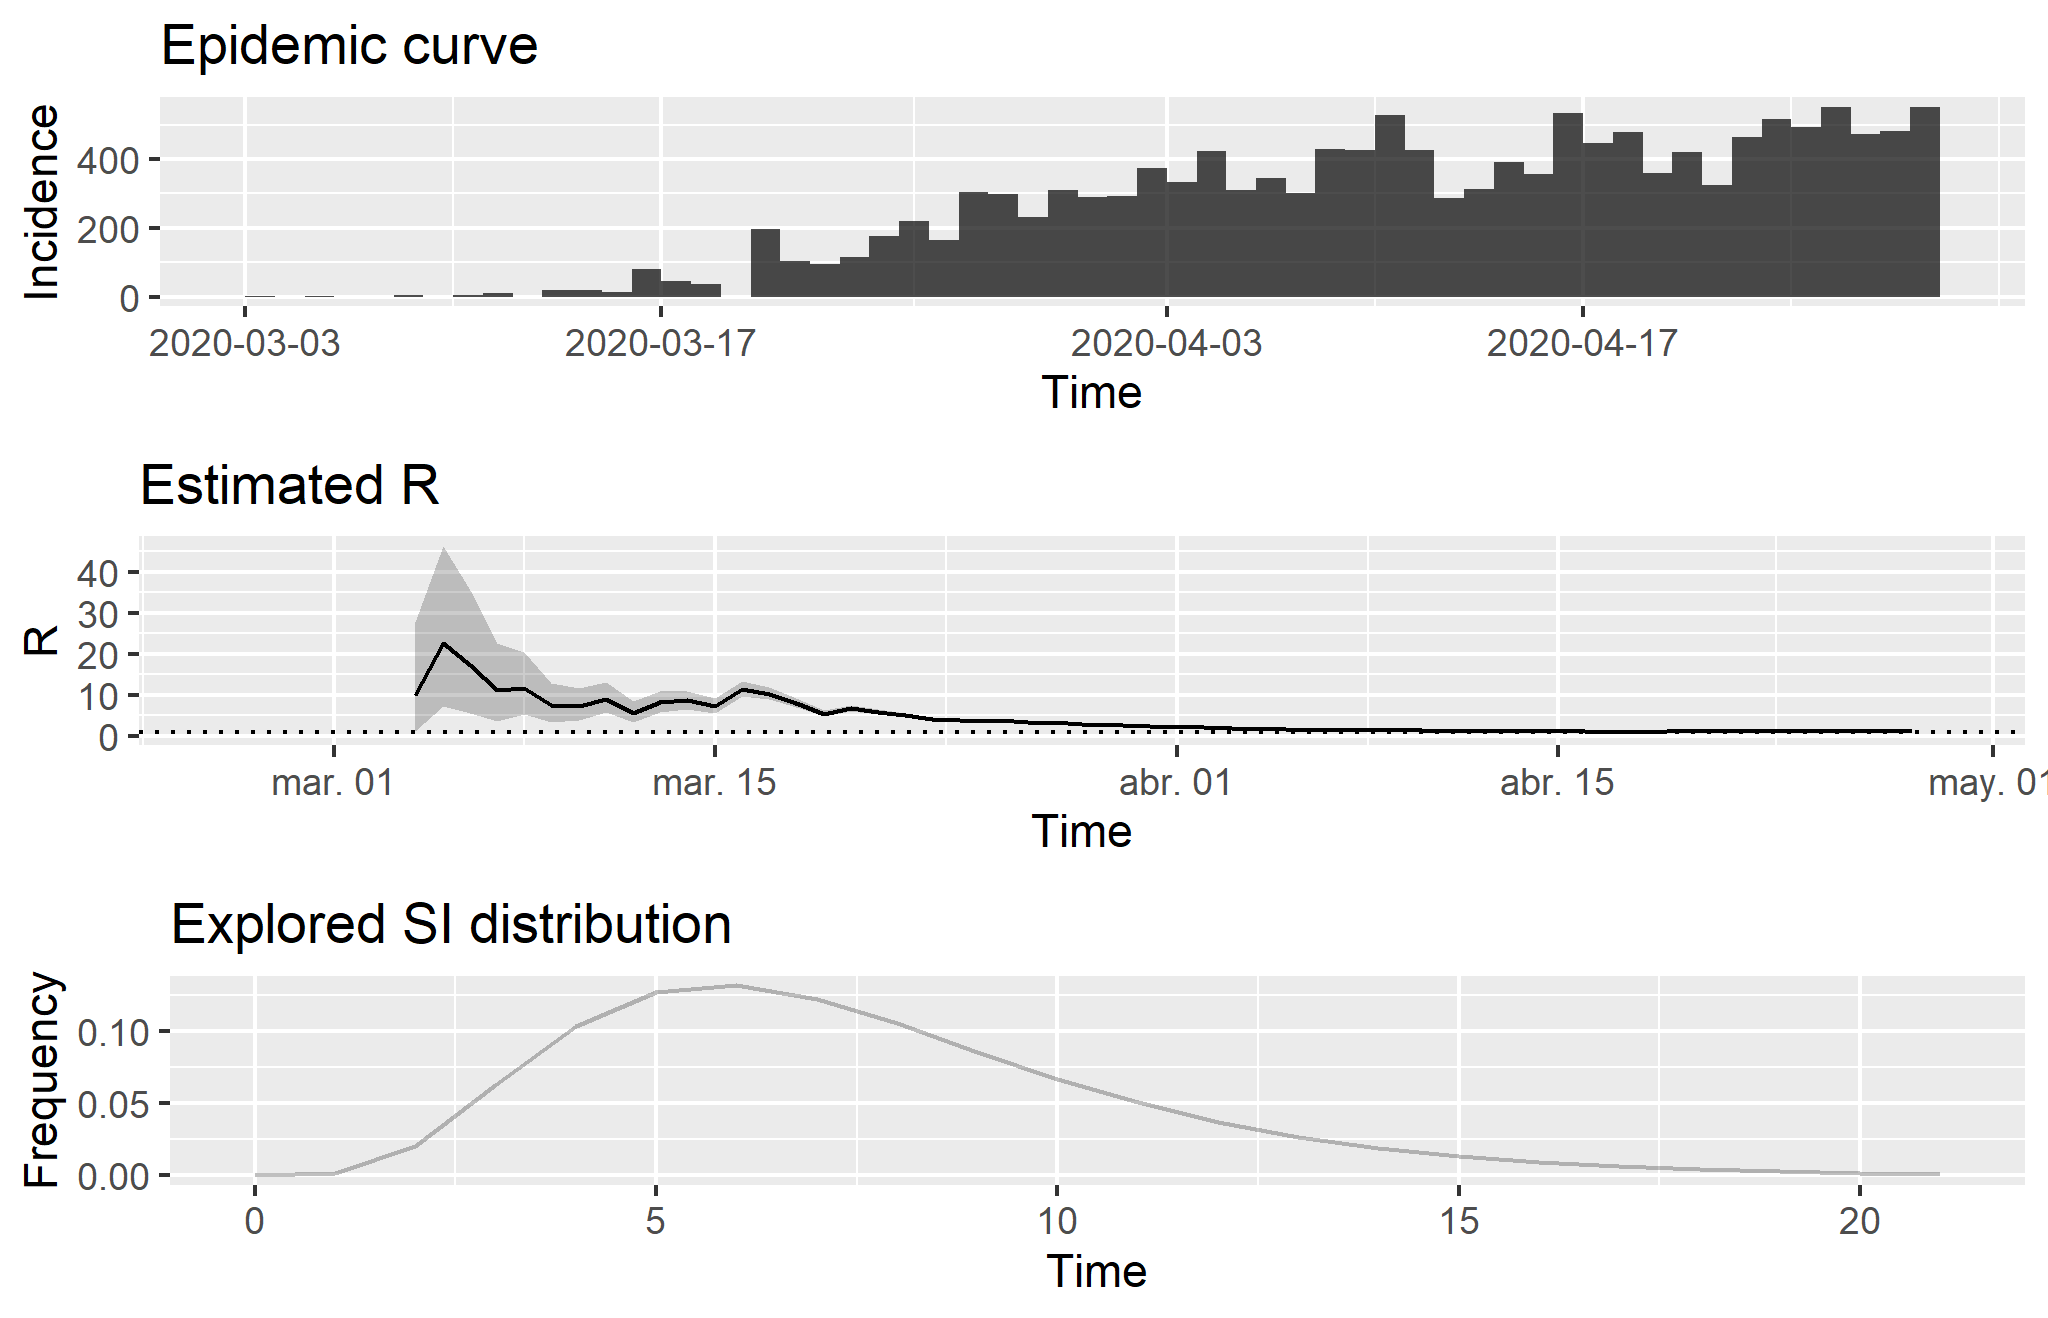 Epidemic curve
Incidence
400
200
0
2020-03-03 2020-03-17 2020-04-03 2020-04-17
Time
Estimated R
R
40
30
20
10
0
mar. 01 mar. 15 abr. 01 abr. 15 may. 01
Time
Explored SI distribution
Frequency
0.10
0.05
0.00
0 5 10 15 20
Time